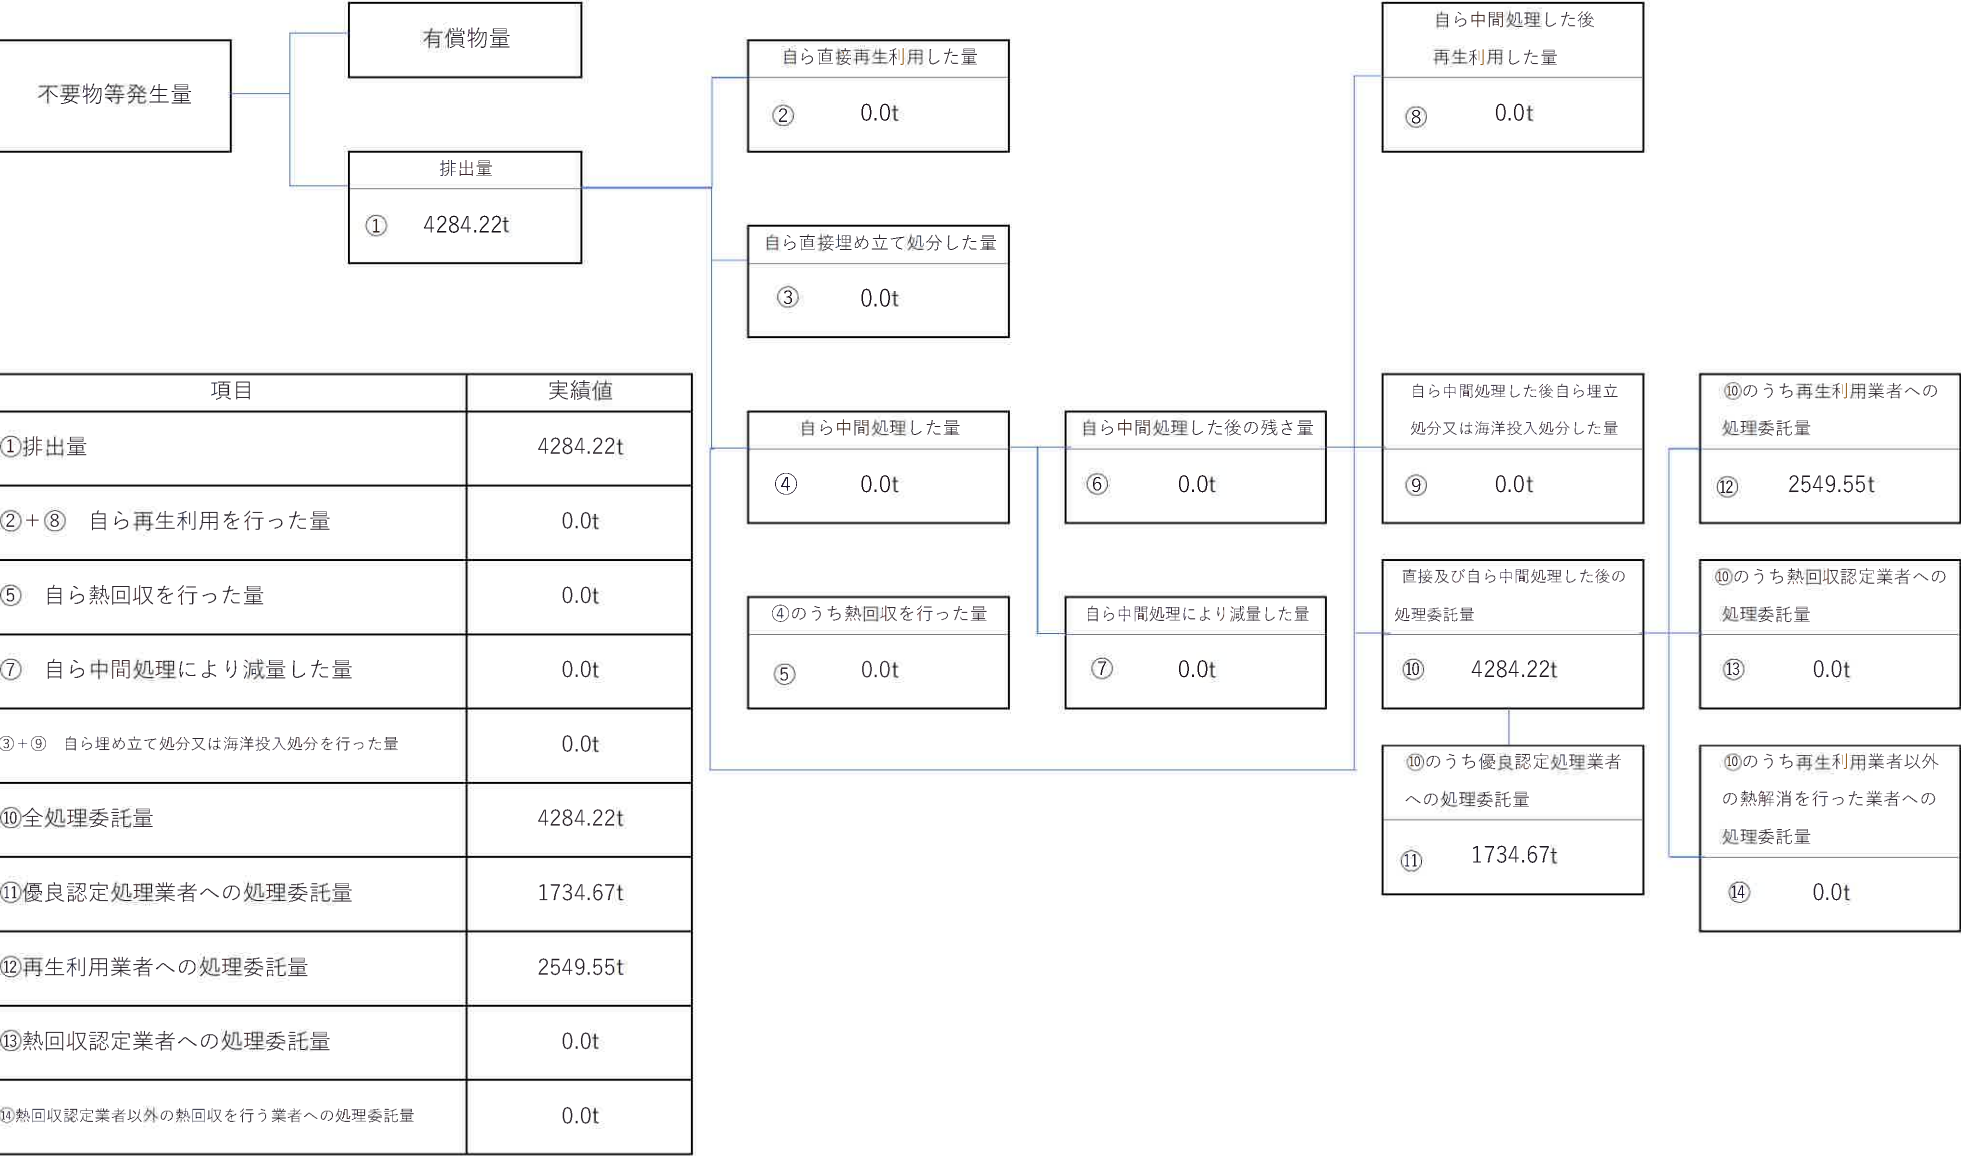 不要物等発生量
有償物量
排出量
① 4284.22t
自ら直接再生利用した量
② 0.0t
自ら直接埋め立て処分した量
③ 0.0t
自ら中間処理した量
④ 0.0t
④のうち熱回収を行った量
⑤ 0.0t
自ら中間処理した後の残さ量
⑥ 0.0t
自ら中間処理により減量した量
⑦ 0.0t
自ら中間処理した後
再生利用した量
⑧ 0.0t
自ら中間処理した後自ら埋立
処分又は海洋投入処分した量
⑨ 0.0t
直接及び自ら中間処理した後の
処理委託量
⑩ 4284.22t
⑩のうち優良認定処理業者
への処理委託量
⑪ 1734.67t
⑩のうち再生利用業者への
処理委託量
⑫ 2549.55t
⑩のうち熱回収認定業者への
処理委託量
⑬ 0.0t
⑩のうち再生利用業者以外
の熱解消を行った業者への
処理委託量
⑭ 0.0t
項目 実績値
①排出量 4284.22t
②+⑧ 自ら再生利用を行った量 0.0t
⑤ 自ら熱回収を行った量 0.0t
⑦ 自ら中間処理により減量した量 0.0t
③+⑨ 自ら埋め立て処分又は海洋投入処分を行った量 0.0t
⑩全処理委託量 4284.22t
⑪優良認定処理業者への処理委託量 1734.67t
⑫再生利用業者への処理委託量 2549.55t
⑬熱回収認定業者への処理委託量 0.0t
⑭熱回収認定業者以外の熱回収を行う業者への処理委託量 0.0t